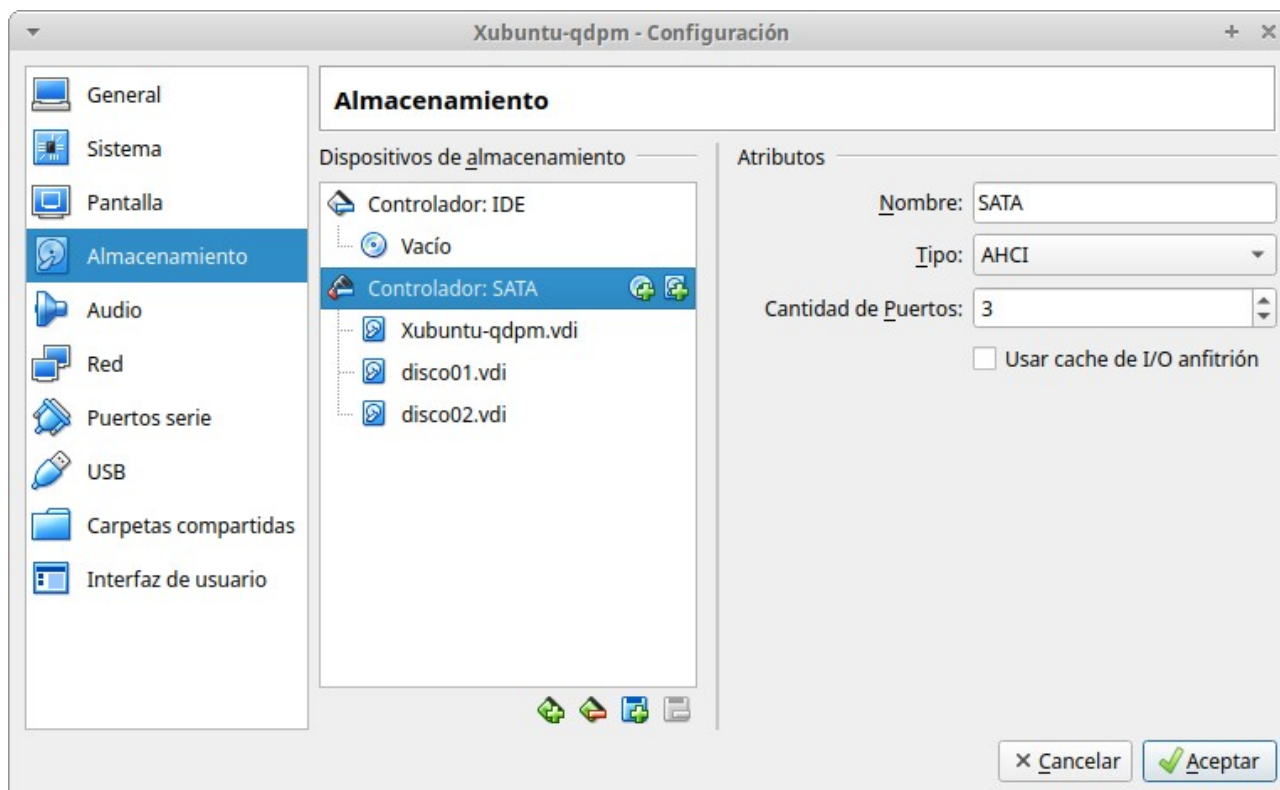 Xubuntu-qdpm - Configuración
General
Sistema
Pantalla
Almacenamiento
Audio
Red
Puertos serie
USB
Carpetas compartidas
Interfaz de usuario
Almacenamiento
Dispositivos de almacenamiento
Controlador: IDE
Vacío
Controlador: SATA
Xubuntu-qdpm.vdi
disco01.vdi
disco02.vdi
Atributos
Nombre: SATA
Tipo: AHCI
Cantidad de Puertos: 3
Usar cache de I/O anfitrión
Cancelar
Aceptar